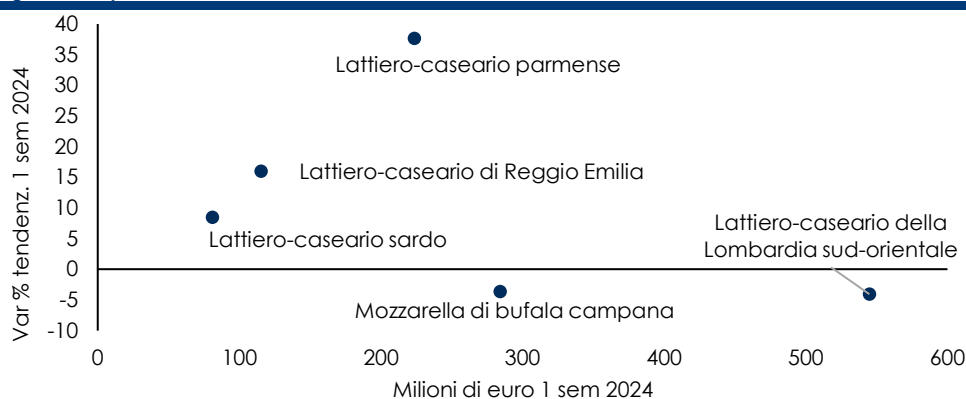 40
35
30
25
20
15
10
5
0
-5
-10
Var % tendenz. 1 sem 2024
Lattiero-caseario parmense
Lattiero-caseario di Reggio Emilia
Lattiero-caseario sardo
Lattiero-caseario della
Lombardia sud-orientale
Mozzarella di bufala campana
0 100 200 300 400 500 600
Milioni di euro 1 sem 2024